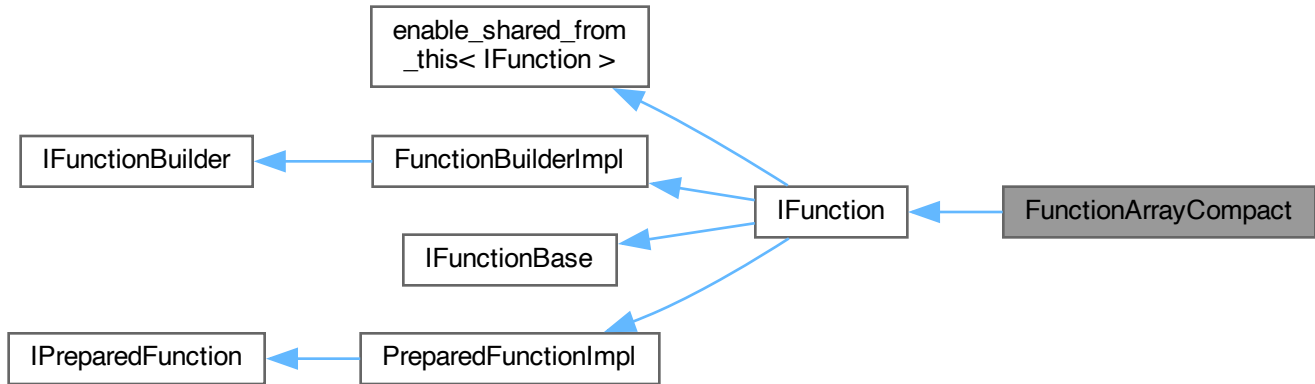 enable_shared_from
_this< IFunction >
IFunctionBuilder
FunctionBuilderImpl
IFunction
FunctionArrayCompact
IFunctionBase
IPreparedFunction
PreparedFunctionImpl